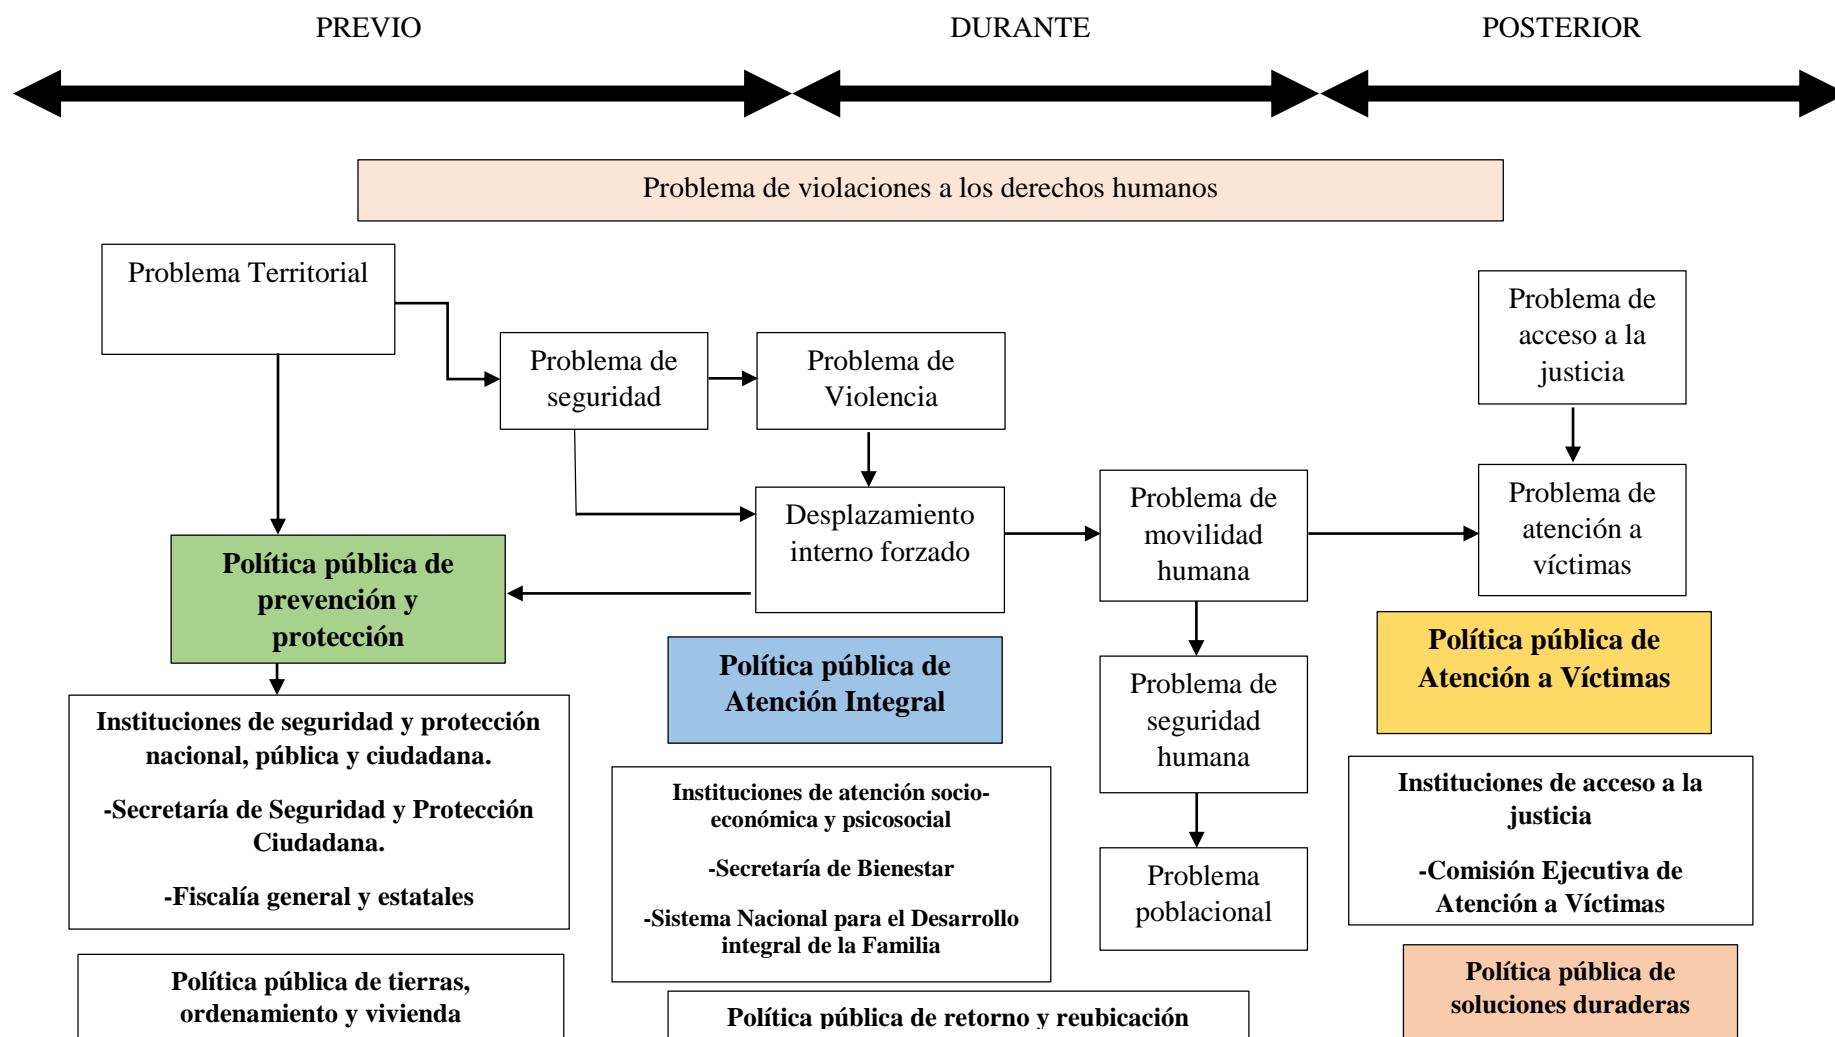 PREVIO
DURANTE
POSTERIOR
Problema de violaciones a los derechos humanos
Problema Territorial
Problema de
seguridad
Problema de
Violencia
Problema de
acceso a la
justicia
Desplazamiento
interno forzado
Problema de
movilidad
humana
Problema de
atención a
víctimas
Política pública de
prevención y
protección
Política pública de
Atención Integral
Problema de
seguridad
humana
Política pública de
Atención a Víctimas
Instituciones de seguridad y protección
nacional, pública y ciudadana.
-Secretaría de Seguridad y Protección
Ciudadana.
-Fiscalía general y estatales
Instituciones de atención socio-
económica y psicosocial
-Secretaría de Bienestar
-Sistema Nacional para el Desarrollo
integral de la Familia
Problema
poblacional
Instituciones de acceso a la
justicia
-Comisión Ejecutiva de
Atención a Víctimas
Política pública de tierras,
ordenamiento y vivienda
Política pública de retorno y reubicación
Política pública de
soluciones duraderas